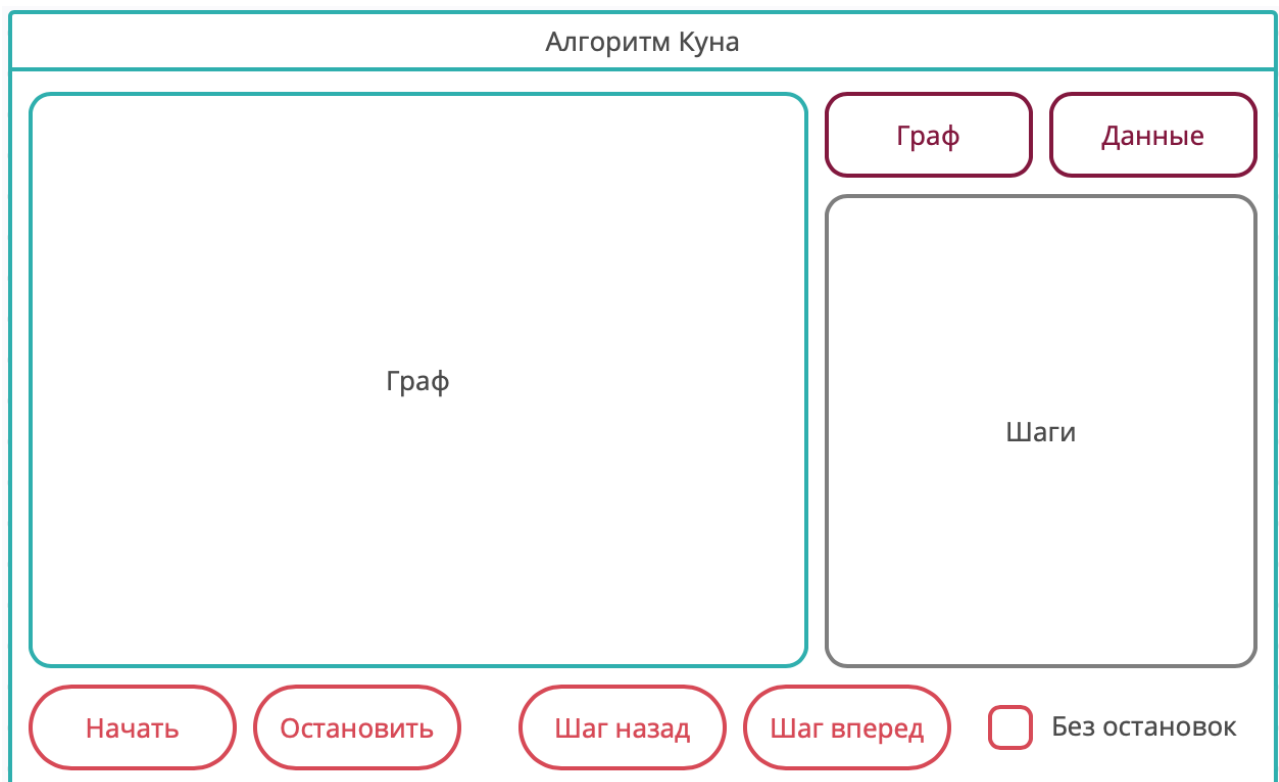 Алгоритм Куна
Граф
Данные
Граф
Шаги
Начать
Остановить
Шаг назад
Шаг вперед
Без остановок